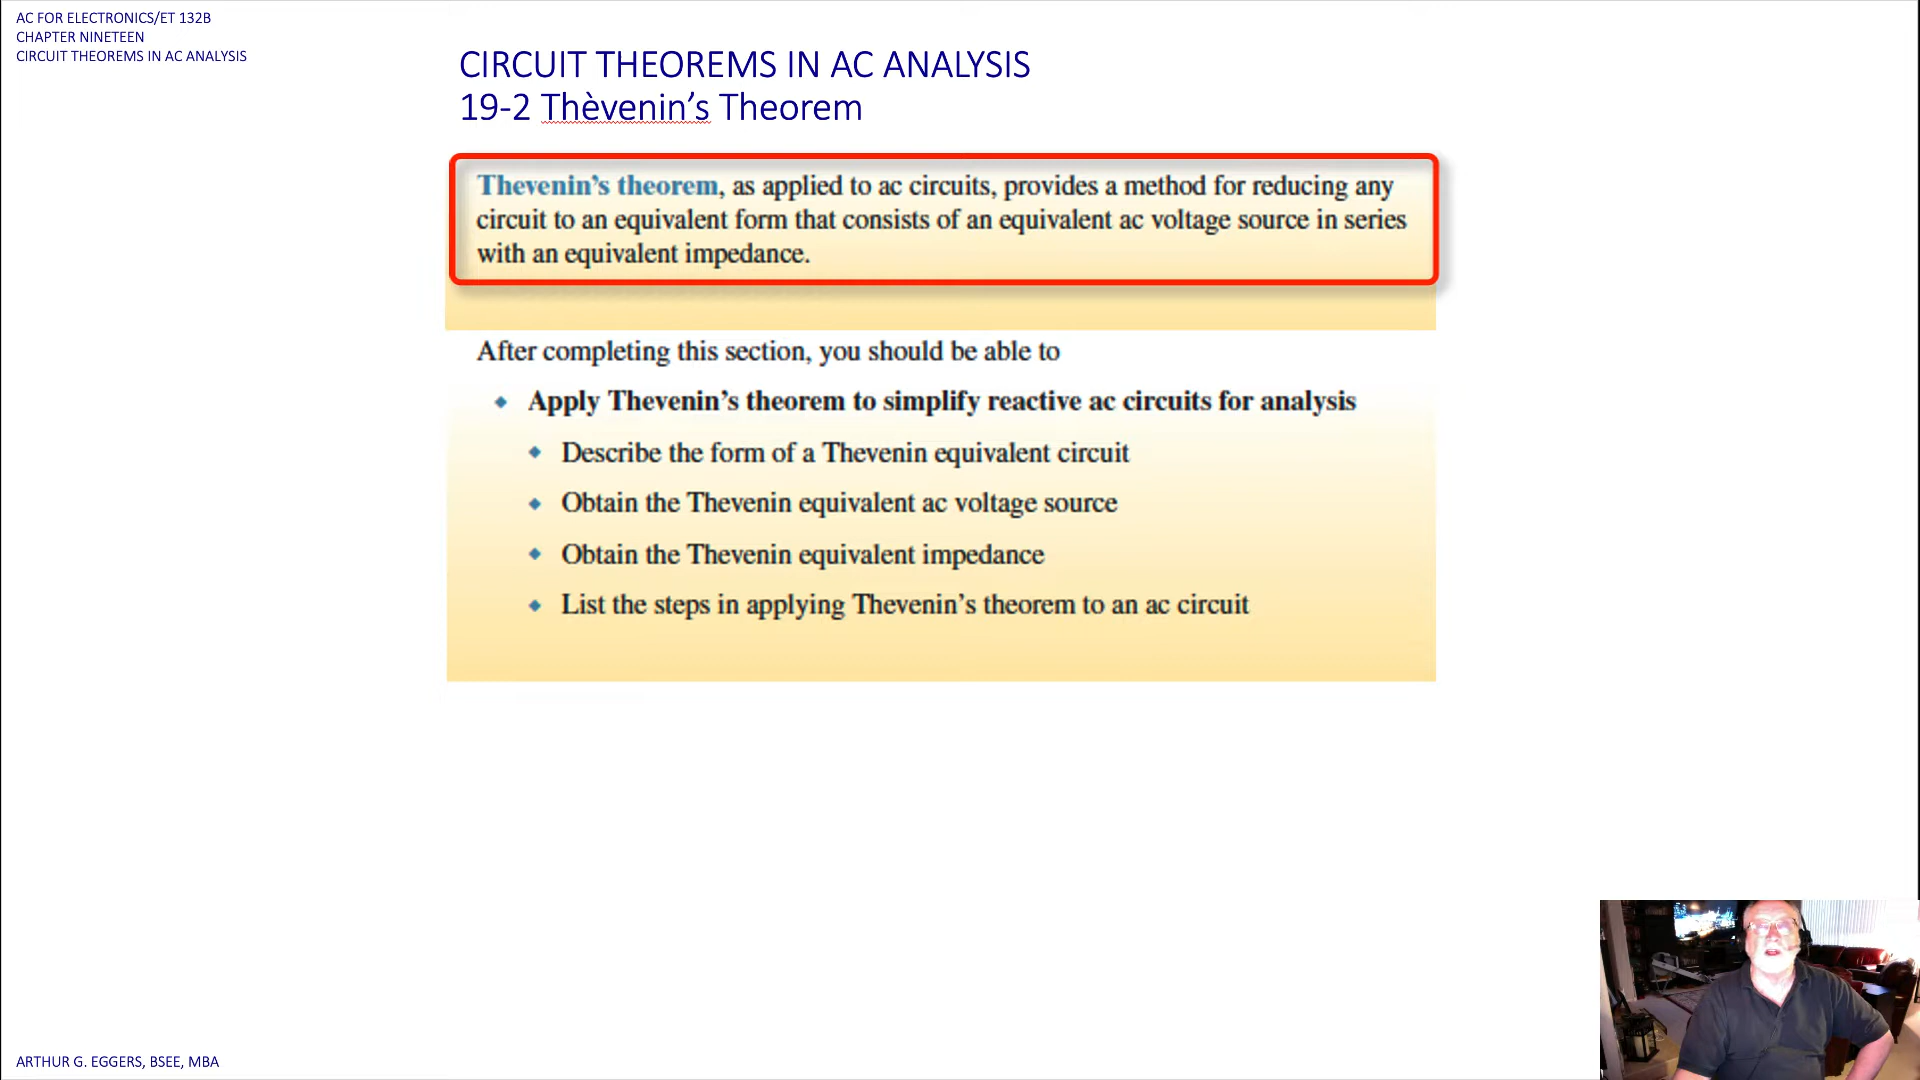 AC FOR ELECTRONICS/ET 132B
CHAPTER NINETEEN
CIRCUIT THEOREMS IN AC ANALYSIS
CIRCUIT THEOREMS IN AC ANALYSIS
19-2 Thèvenin’s Theorem
Thevenin’s theorem, as applied to ac circuits, provides a method for reducing any
circuit to an equivalent form that consists of an equivalent ac voltage source in series
with an equivalent impedance.
After completing this section, you should be able to
Apply Thevenin’s theorem to simplify reactive ac circuits for analysis
Describe the form of a Thevenin equivalent circuit
Obtain the Thevenin equivalent ac voltage source
Obtain the Thevenin equivalent impedance
List the steps in applying Thevenin’s theorem to an ac circuit
ARTHUR G. EGGERS, BSEE, MBA